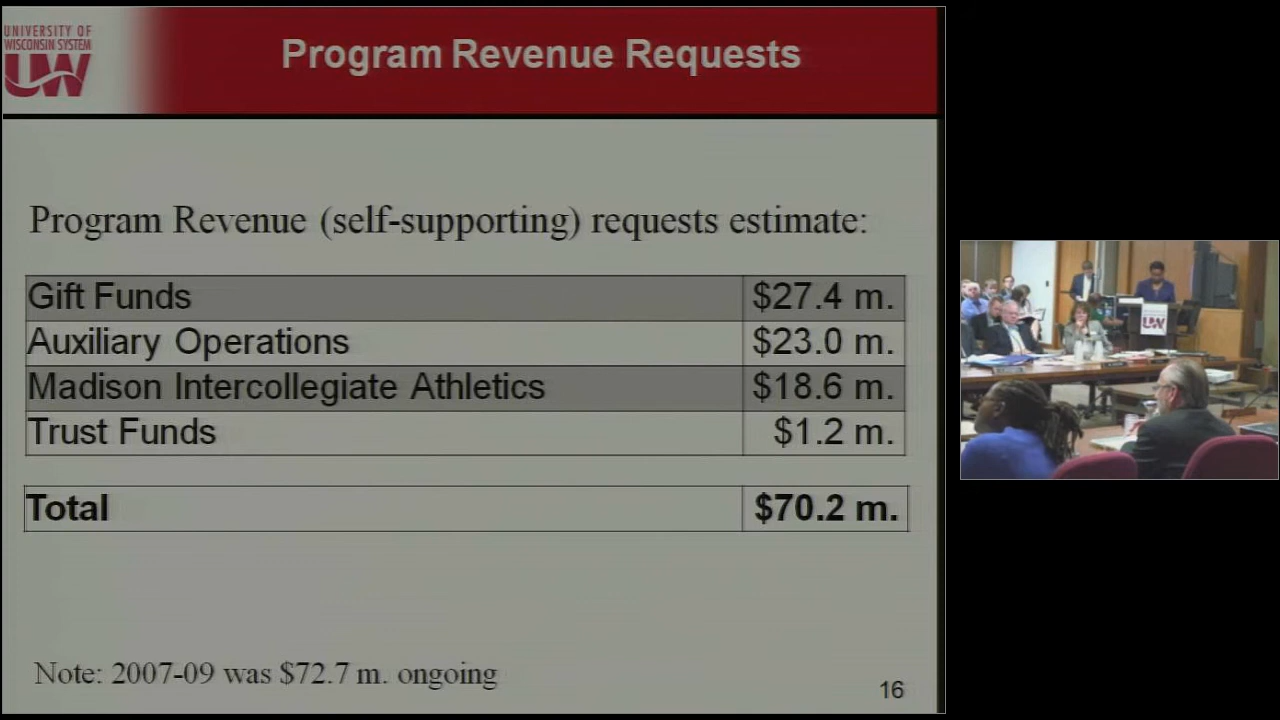 UNIVERSITY OF
WISCONSIN SYSTEM
UW
Program Revenue Requests
Program Revenue (self-supporting) requests estimate:
Gift Funds $27.4 m.
Auxiliary Operations $23.0 m.
Madison Intercollegiate Athletics $18.6 m.
Trust Funds $1.2 m.
Total $70.2 m.
Note: 2007-09 was $72.7 m. ongoing
16
UW